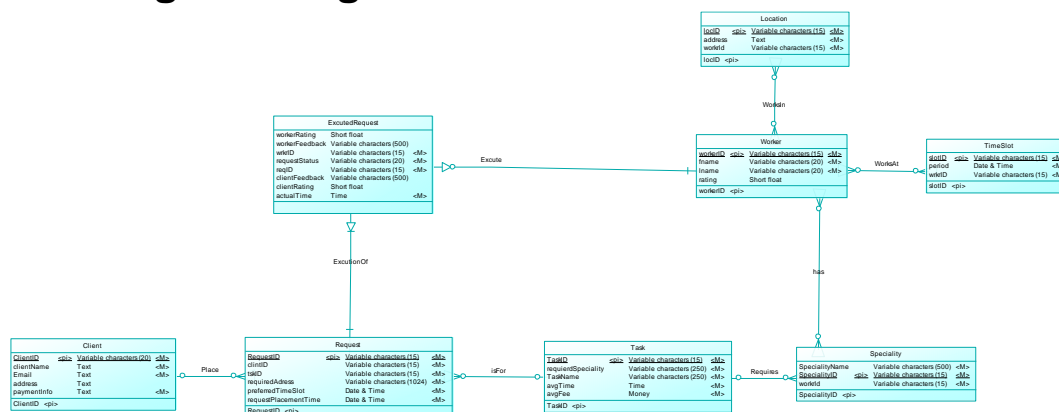 Location
locID <pi> Variable characters (15) <M>
address Text <M>
workrId Variable characters (15) <M>
locID <pi>
WorksIn
ExcutedRequest
workerRating Short float
workerFeedback Variable characters (500)
wrkrID Variable characters (15) <M>
requestStatus Variable characters (20) <M>
reqID Variable characters (15) <M>
clientFeedback Variable characters (500)
clientRating Short float
actualTime Time <M>
Excute
Worker
workerID <pi> Variable characters (15) <M>
fname Variable characters (20) <M>
lname Variable characters (20) <M>
rating Short float
workerID <pi>
WorksAt
TimeSlot
slotID <pi> Variable characters (15)
period Date & Time
wrkrID Variable characters (15)
slotID <pi>
ExcutionOf
has
Client
ClientID <pi> Variable characters (20) <M>
clientName Text <M>
Email Text <M>
address Text
paymentInfo Text <M>
ClientID <pi>
Place
Request
RequestID <pi> Variable characters (15) <M>
clintID Variable characters (15) <M>
tskID Variable characters (15) <M>
requiredAdress Variable characters (1024) <M>
preferredTimeSlot Date & Time <M>
requestPlacementTime Date & Time <M>
RequestID <pi>
isFor
Task
TaskID <pi> Variable characters (15) <M>
requierdSpeciality Variable characters (250) <M>
TaskName Variable characters (250) <M>
avgTime Time <M>
avgFee Money <M>
TaskID <pi>
Requires
Speciality
SpecialityName Variable characters (500) <M>
SpecialityID <pi> Variable characters (15) <M>
workrId Variable characters (15) <M>
SpecialityID <pi>